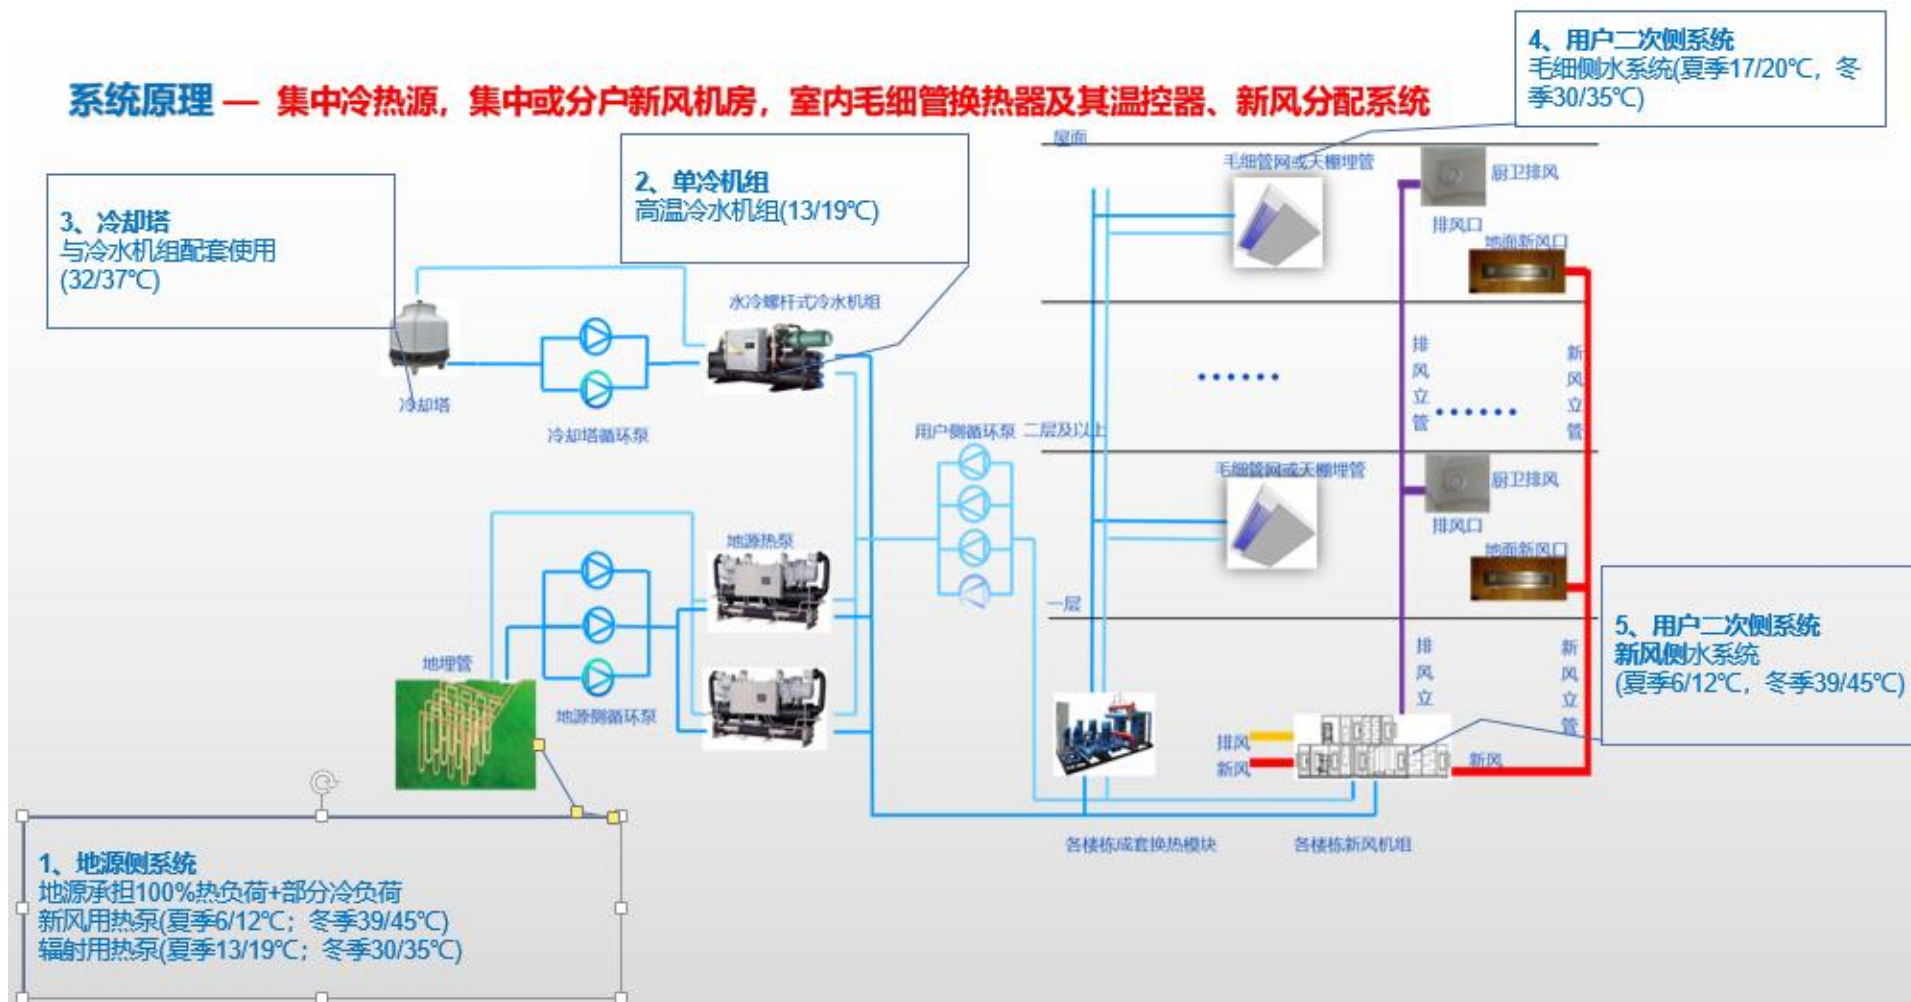 系统原理 — 集中冷热源，集中或分户新风机房，室内毛细管换热器及其温控器、新风分配系统
4、用户二次侧系统
毛细侧水系统(夏季17/20℃，冬
季30/35℃)
2、单冷机组
高温冷水机组(13/19℃)
3、冷却塔
与冷水机组配套使用
(32/37℃)
屋面
毛细管网或天棚埋管
厨卫排风
排风口
地面新风口
水冷螺杆式冷水机组
冷却塔
冷却塔循环泵
排风立管
新风立管
用户侧循环泵
二层及以上
毛细管网或天棚埋管
厨卫排风
排风口
地面新风口
地源热泵
一层
5、用户二次侧系统
新风侧水系统
(夏季6/12℃，冬季39/45℃)
地埋管
地源侧循环泵
排风立
新风立管
排风
新风
新风
各楼栋成套换热模块
各楼栋新风机组
1、地源侧系统
地源承担100%热负荷+部分冷负荷
新风用热泵(夏季6/12℃；冬季39/45℃)
辐射用热泵(夏季13/19℃；冬季30/35℃)